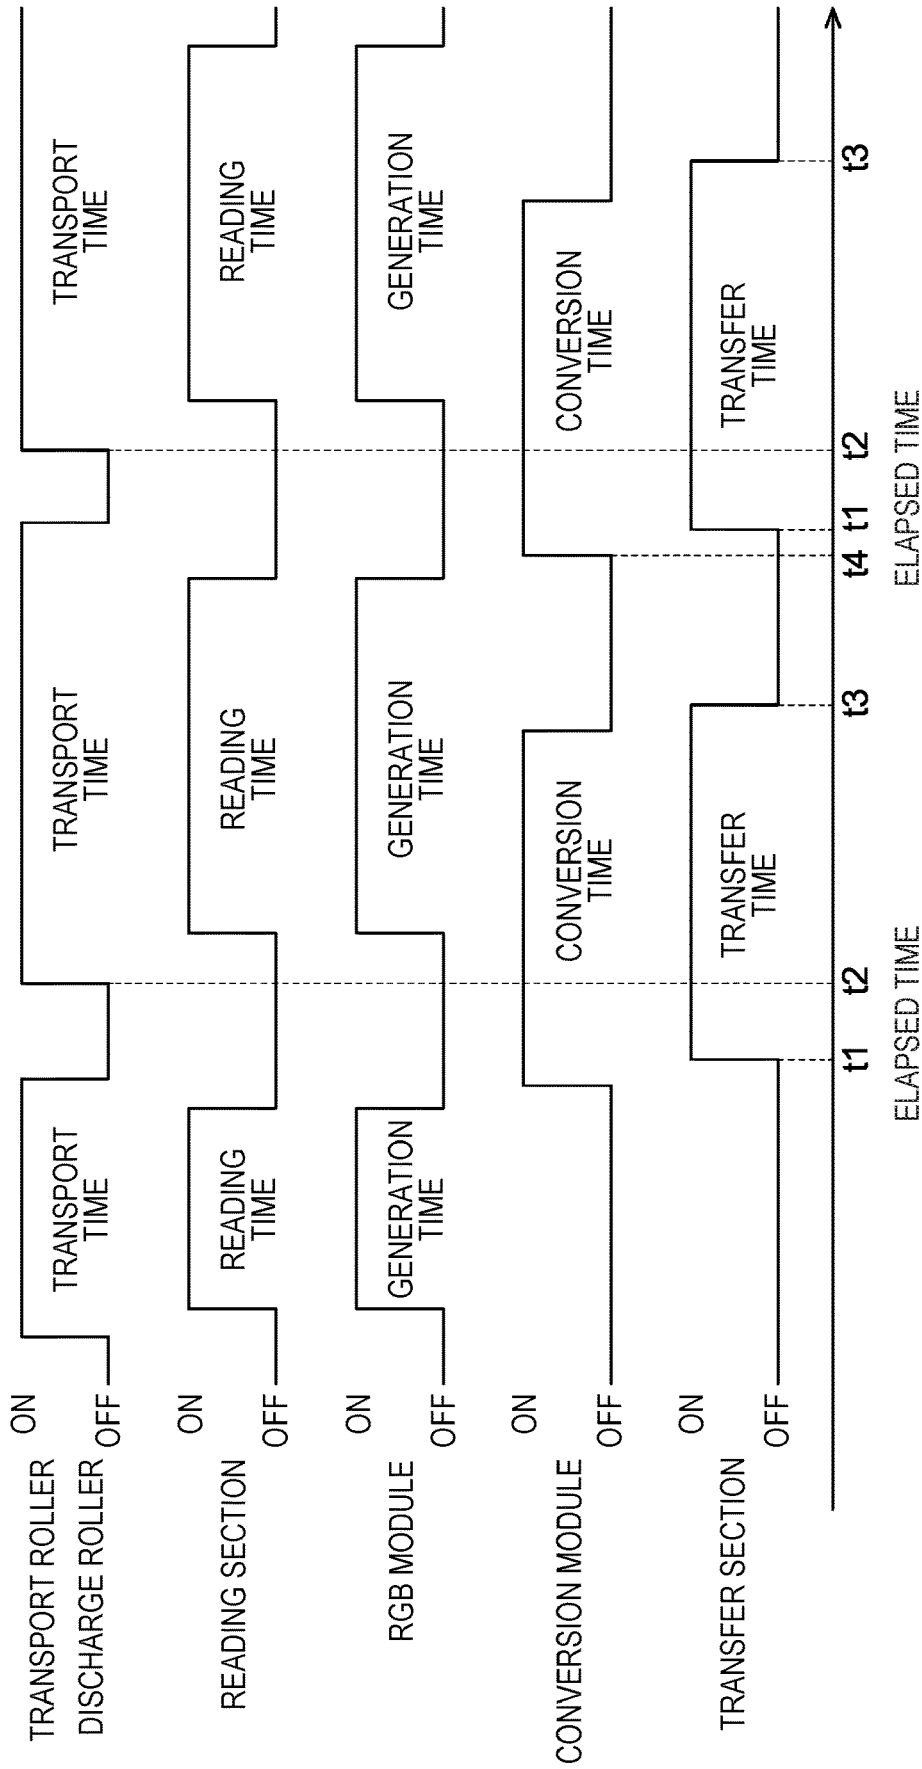 TRANSPORT ROLLER
DISCHARGE ROLLER
ON
OFF
TRANSPORT
TIME
TRANSPORT
TIME
TRANSPORT
TIME
READING SECTION
ON
OFF
READING
TIME
READING
TIME
READING
TIME
RGB MODULE
ON
OFF
GENERATION
TIME
GENERATION
TIME
GENERATION
TIME
CONVERSION MODULE
ON
OFF
CONVERSION
TIME
CONVERSION
TIME
TRANSFER SECTION
ON
OFF
TRANSFER
TIME
TRANSFER
TIME
t1 t2 t3 t4 t1 t2 t3
ELAPSED TIME
ELAPSED TIME